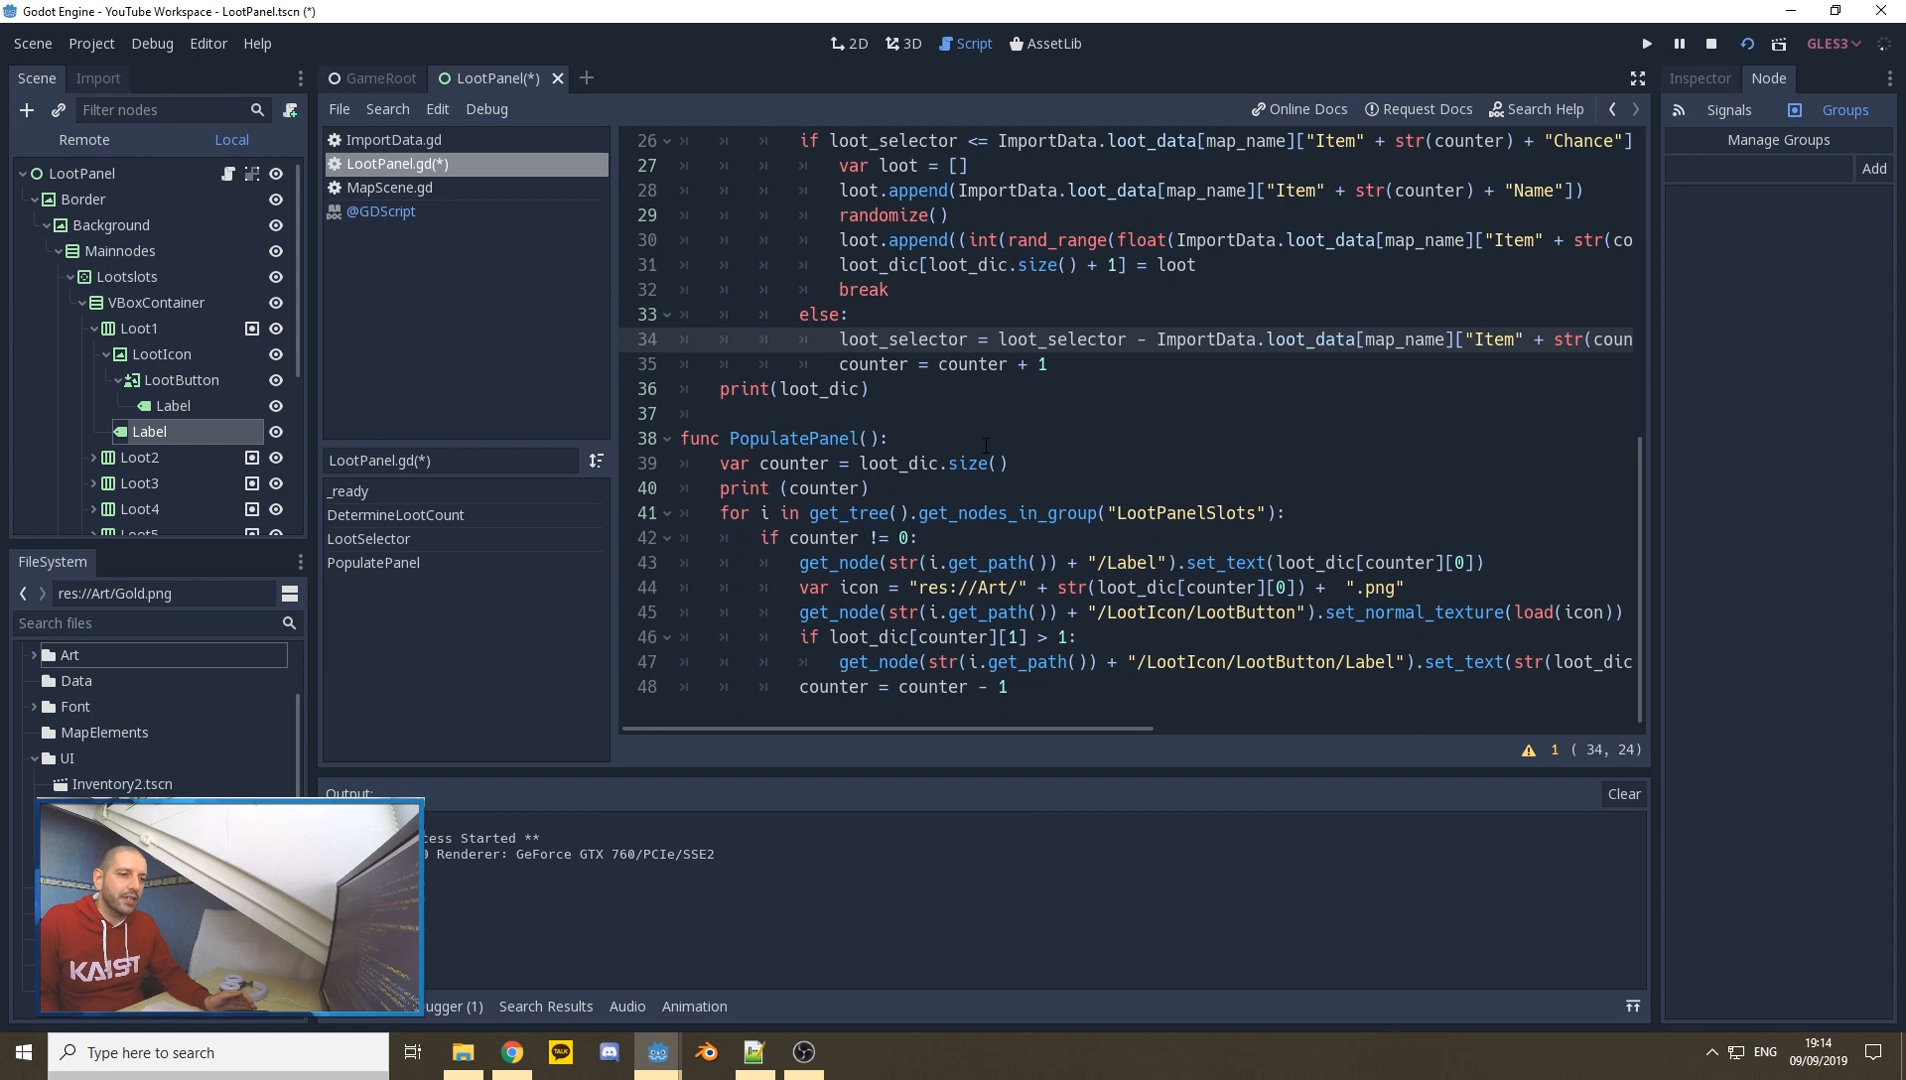 Godot Engine - YouTube Workspace - LootPanel.tscn (*)
Scene Project Debug Editor Help
2D 3D Script AssetLib
GLES3
Scene Import
GameRoot LootPanel(*)
Inspector Node
Filter nodes
File Search Edit Debug
Online Docs Request Docs Search Help
Signals Groups
Remote Local
Manage Groups
Add
LootPanel
Border
Background
Mainnodes
Lootslots
VBoxContainer
Loot1
LootIcon
LootButton
Label
Label
Loot2
Loot3
Loot4
Loot5
ImportData.gd
LootPanel.gd(*)
MapScene.gd
@GDScript
LootPanel.gd(*)
_ready
DetermineLootCount
LootSelector
PopulatePanel
26 if loot_selector <= ImportData.loot_data[map_name]["Item" + str(counter) + "Chance"]
27 var loot = []
28 loot.append(ImportData.loot_data[map_name]["Item" + str(counter) + "Name"])
29 randomize()
30 loot.append((int(rand_range(float(ImportData.loot_data[map_name]["Item" + str(co
31 loot_dic[loot_dic.size() + 1] = loot
32 break
33 else:
34 loot_selector = loot_selector - ImportData.loot_data[map_name]["Item" + str(coun
35 counter = counter + 1
36 print(loot_dic)
37
38 func PopulatePanel():
39 var counter = loot_dic.size()
40 print (counter)
41 for i in get_tree().get_nodes_in_group("LootPanelSlots"):
42 if counter != 0:
43 get_node(str(i.get_path()) + "/Label").set_text(loot_dic[counter][0])
44 var icon = "res://Art/" + str(loot_dic[counter][0]) +  ".png"
45 get_node(str(i.get_path()) + "/LootIcon/LootButton").set_normal_texture(load(icon))
46 if loot_dic[counter][1] > 1:
47 get_node(str(i.get_path()) + "/LootIcon/LootButton/Label").set_text(str(loot_dic
48 counter = counter - 1
1 ( 34, 24)
FileSystem
res://Art/Gold.png
Search files
Art
Data
Font
MapElements
UI
Inventory2.tscn
Output:
Clear
cess Started **
0 Renderer: GeForce GTX 760/PCIe/SSE2
ugger (1) Search Results Audio Animation
KAIST
Type here to search
TALK
ENG
19:14
09/09/2019